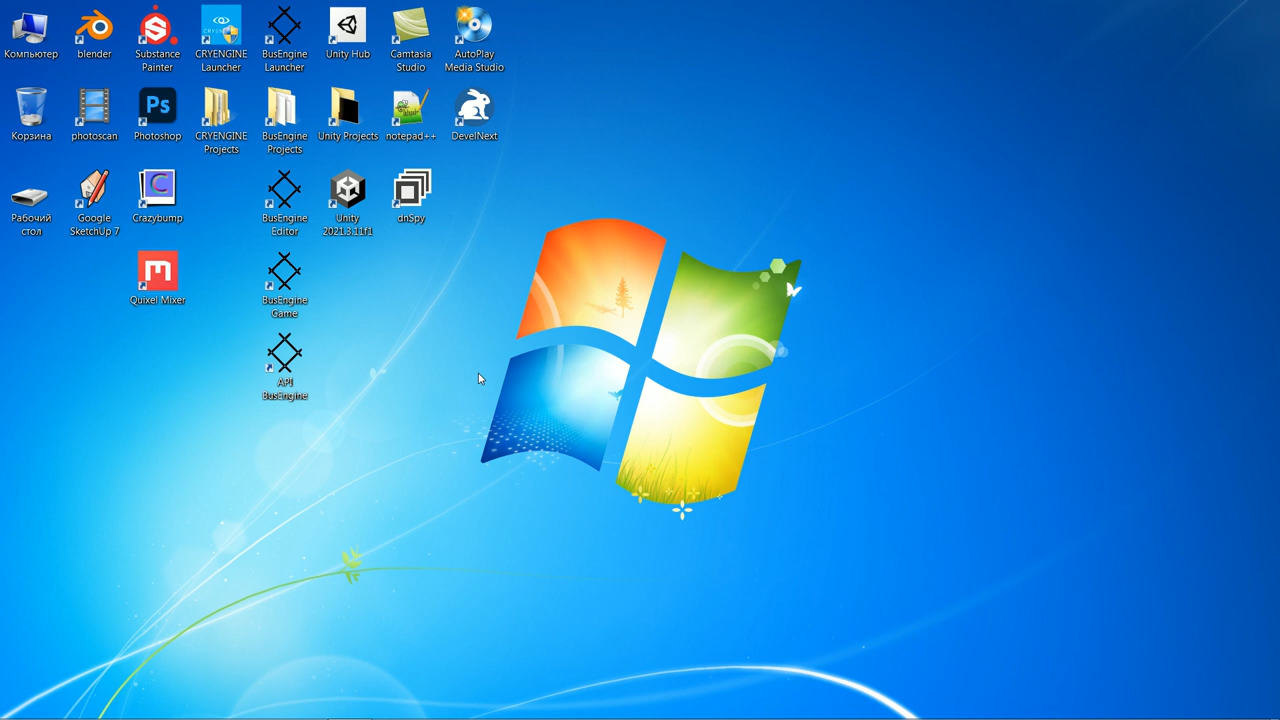 Компьютер
blender
Substance
Painter
CRYENGINE
Launcher
BusEngine
Launcher
Unity Hub
Camtasia
Studio
AutoPlay
Media Studio
Корзина
photoscan
Ps
Photoshop
CRYENGINE
Projects
BusEngine
Projects
Unity Projects
notepad++
DevelNext
Рабочий
стол
Google
SketchUp 7
C
Crazybump
BusEngine
Editor
Unity
2021.3.11f1
dnSpy
Quixel Mixer
BusEngine
Game
API
BusEngine